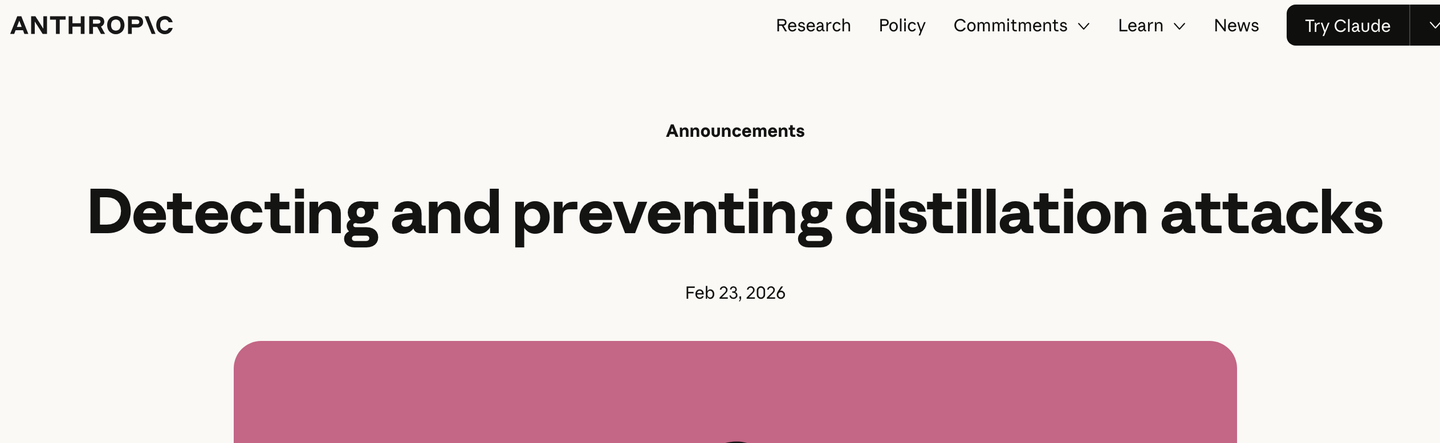 ANTHROP\C
Research Policy Commitments Learn News Try Claude
Announcements
Detecting and preventing distillation attacks
Feb 23, 2026